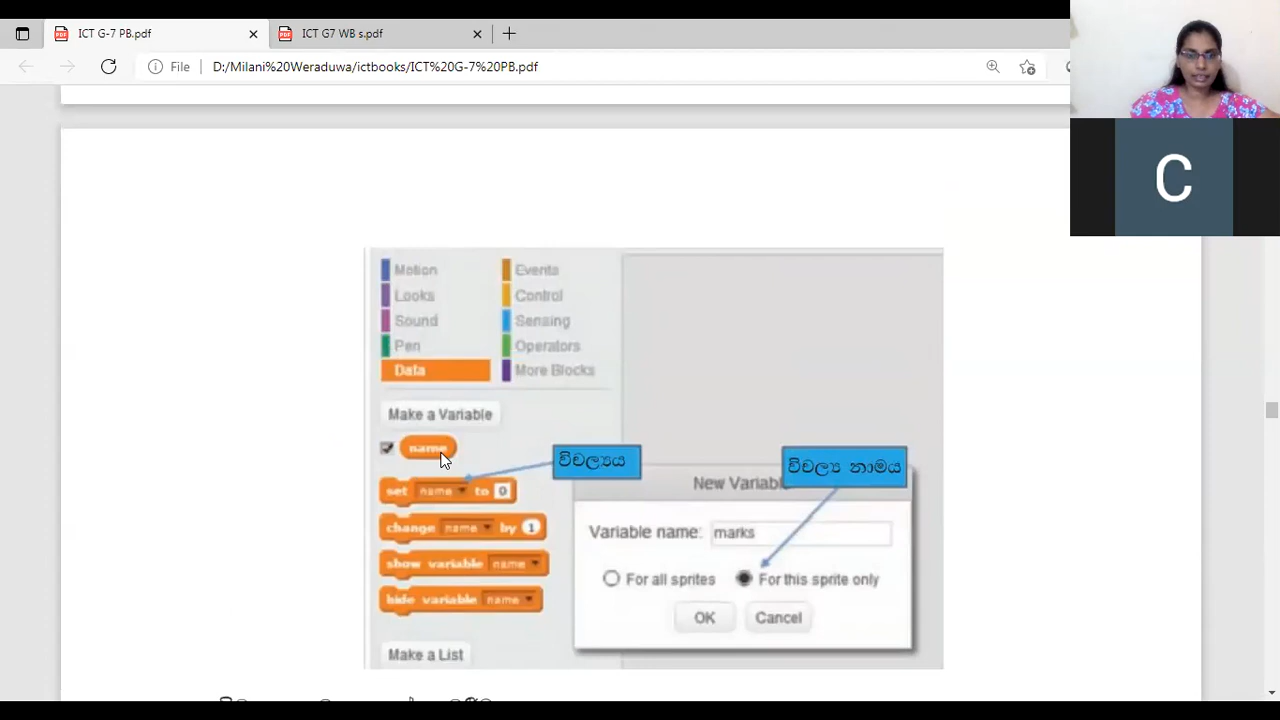 ICT G-7 PB.pdf
ICT G7 WB s.pdf
File
D:/Milani%20Weraduwa/ictbooks/ICT%20G-7%20PB.pdf
C
Motion
Events
Looks
Control
Sound
Sensing
Pen
Operators
Data
More Blocks
Make a Variable
name
විචල්‍යය
විචල්‍ය නාමය
set name to 0
New Variable
change name by 1
Variable name: marks
show variable name
For all sprites
For this sprite only
hide variable name
OK
Cancel
Make a List